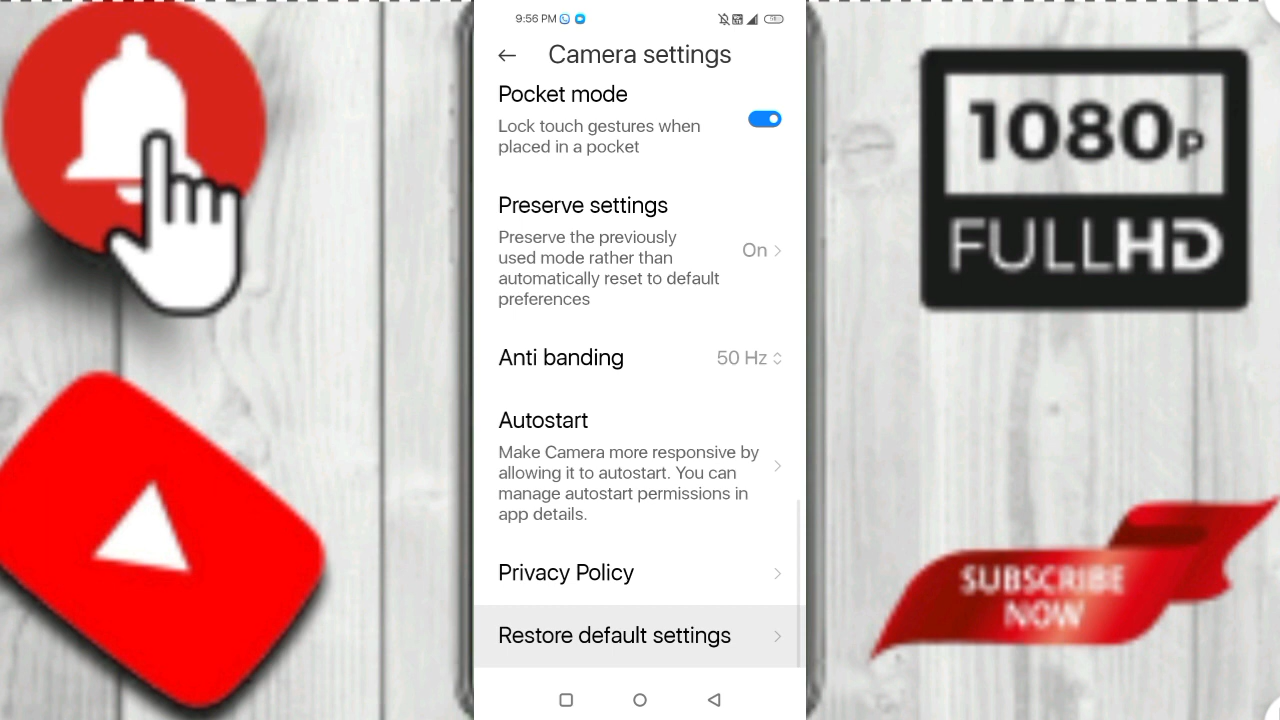 9:56 PM
Camera settings
Pocket mode
Lock touch gestures when
placed in a pocket
Preserve settings
Preserve the previously
used mode rather than
automatically reset to default
preferences
On
Anti banding
50 Hz
Autostart
Make Camera more responsive by
allowing it to autostart. You can
manage autostart permissions in
app details.
Privacy Policy
Restore default settings
1080P
FULL HD
SUBSCRIBE
NOW